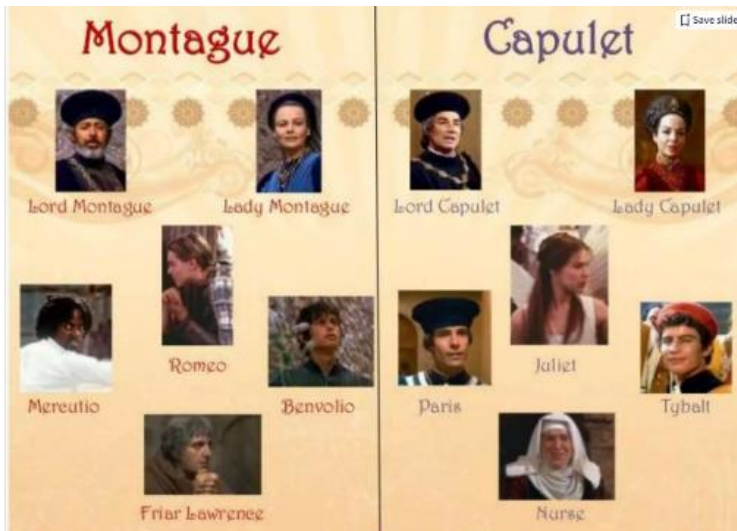 Montague
Capulet
Save slide
Lord Montague
Lady Montague
Lord Capulet
Lady Capulet
Romeo
Juliet
Mercutio
Benvolio
Paris
Tybalt
Friar Lawrence
Nurse